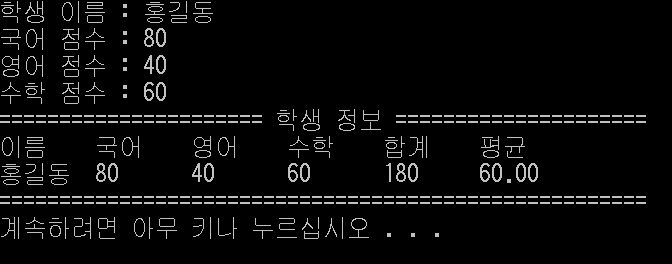 학생 이름 : 홍길동
국어 점수 : 80
영어 점수 : 40
수학 점수 : 60
====================== 학생 정보 =====================
이름 국어 영어 수학 합계 평균
홍길동 80 40 60 180 60.00
======================================================
계속하려면 아무 키나 누르십시오 . . .